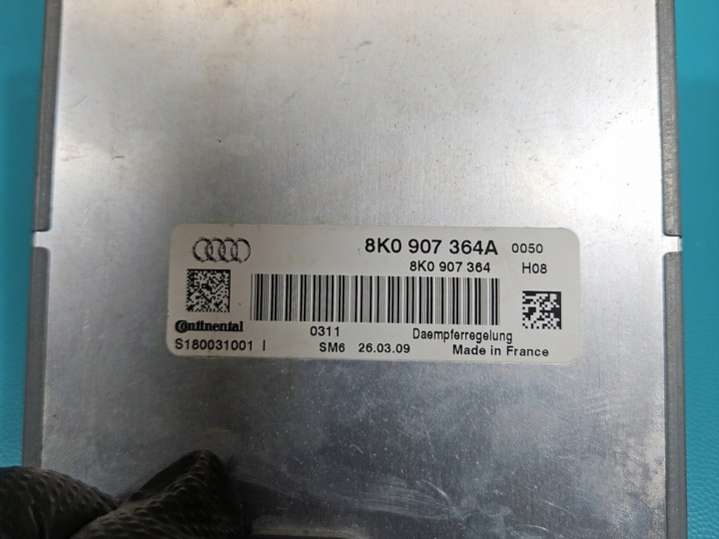 8K0 907 364A 0050
8K0 907 364 H08
Continental
0311 Daempferregelung
S180031001 I SM6 26.03.09 Made in France